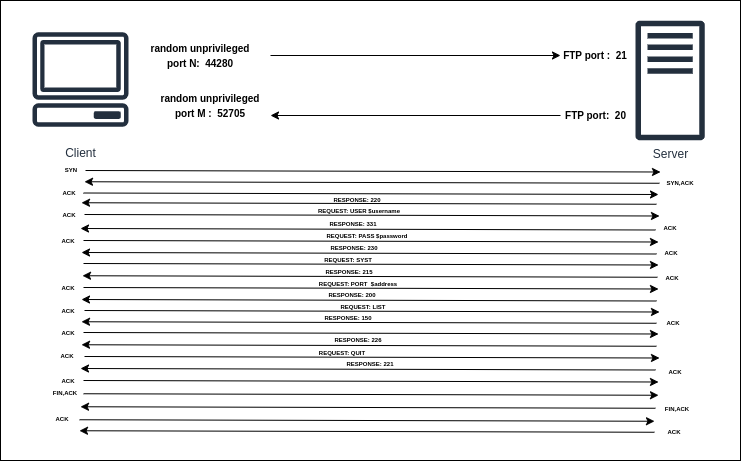 random unprivileged
port N:  44280
FTP port :  21
random unprivileged
port M :  52705
FTP port:  20
Client
Server
SYN
SYN,ACK
ACK
RESPONSE: 220
REQUEST: USER $username
ACK
RESPONSE: 331
ACK
REQUEST: PASS $password
ACK
RESPONSE: 230
ACK
REQUEST: SYST
RESPONSE: 215
ACK
REQUEST: PORT  $address
ACK
RESPONSE: 200
REQUEST: LIST
ACK
RESPONSE: 150
ACK
ACK
RESPONSE: 226
REQUEST: QUIT
ACK
RESPONSE: 221
ACK
ACK
FIN,ACK
FIN,ACK
ACK
ACK